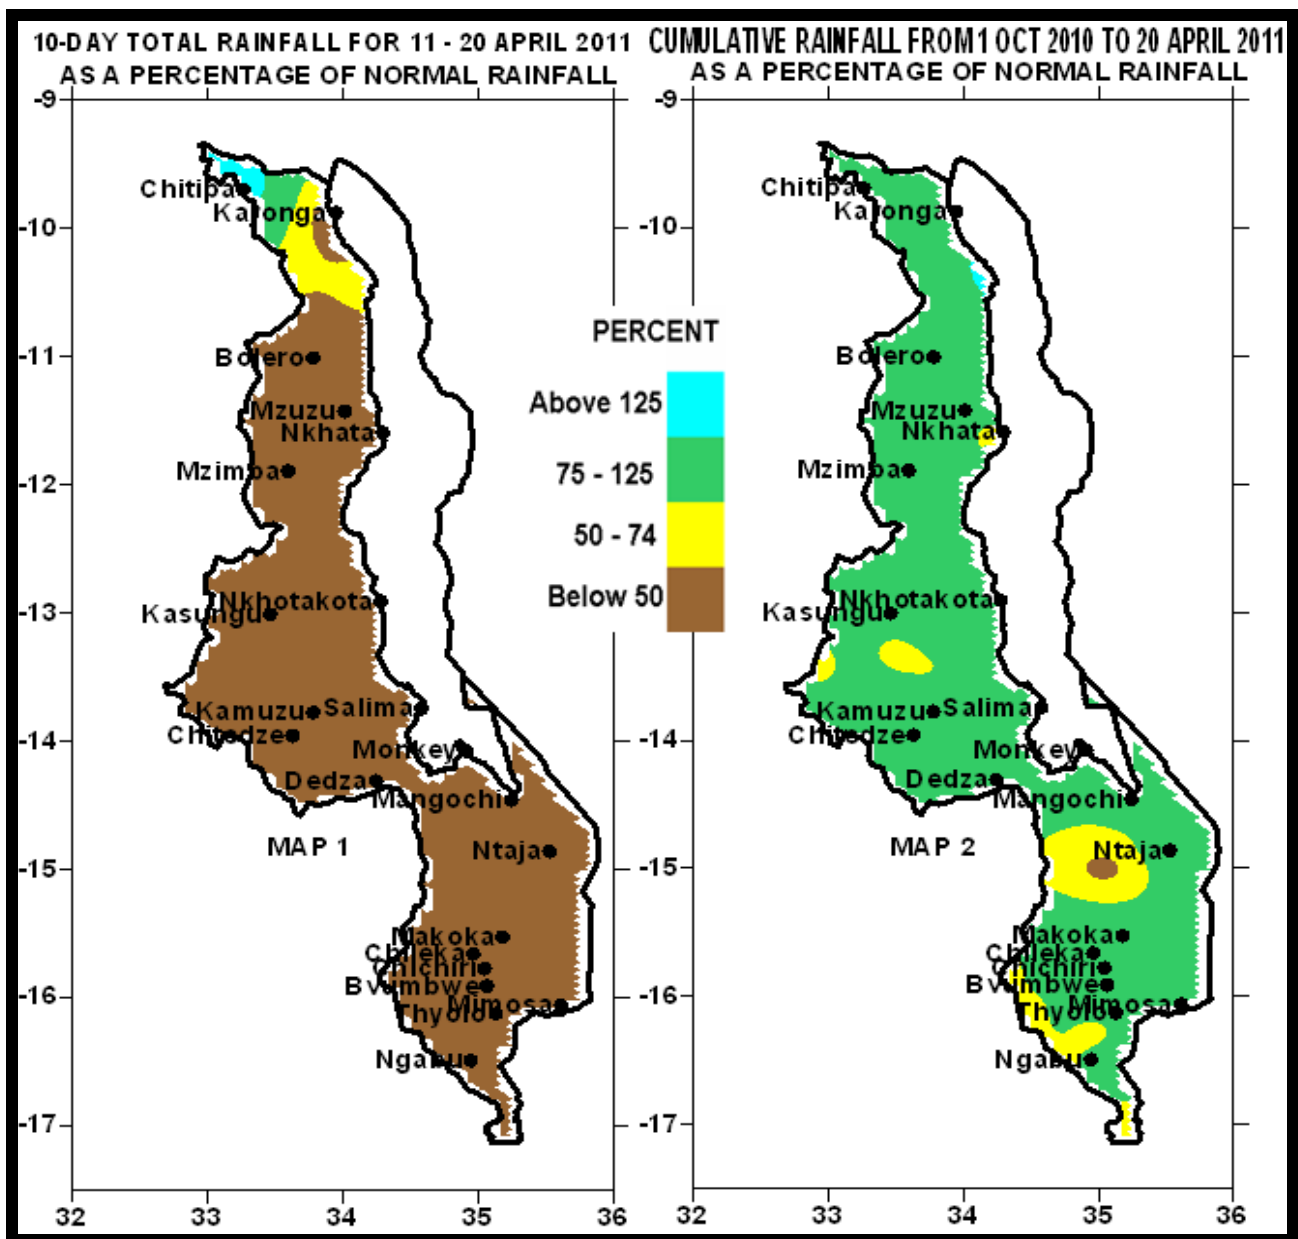 10-DAY TOTAL RAINFALL FOR 11 - 20 APRIL 2011
AS A PERCENTAGE OF NORMAL RAINFALL
CUMULATIVE RAINFALL FROM 1 OCT 2010 TO 20 APRIL 2011
AS A PERCENTAGE OF NORMAL RAINFALL
-9
-10
-11
-12
-13
-14
-15
-16
-17
32
33
34
35
36
Chitipa
Karonga
Bolero
Mzuzu
Nkhata
Mzimba
Nkhotakota
Kasungu
Kamuzu
Salima
Chitedze
Monkey
Dedza
Mangochi
MAP 1
Ntaja
Makoka
Chileka
Chichiri
Bvumbwe
Mimosa
Thyolo
Ngabu
PERCENT
Above 125
75 - 125
50 - 74
Below 50
-9
-10
-11
-12
-13
-14
-15
-16
-17
32
33
34
35
36
Chitipa
Karonga
Bolero
Mzuzu
Nkhata
Mzimba
Nkhotakota
Kasungu
Kamuzu
Salima
Chitedze
Monkey
Dedza
Mangochi
MAP 2
Ntaja
Makoka
Chileka
Chichiri
Bvumbwe
Mimosa
Thyolo
Ngabu